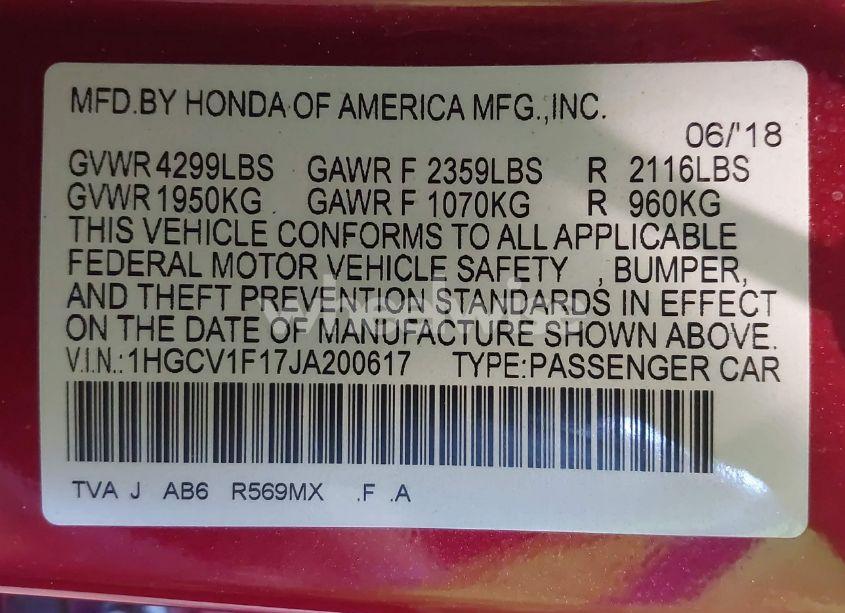 MFD.BY HONDA OF AMERICA MFG.,INC.
06/'18
GVWR 4299LBS GAWR F 2359LBS R 2116LBS
GVWR 1950KG GAWR F 1070KG R 960KG
THIS VEHICLE CONFORMS TO ALL APPLICABLE
FEDERAL MOTOR VEHICLE SAFETY , BUMPER,
AND THEFT PREVENTION STANDARDS IN EFFECT
ON THE DATE OF MANUFACTURE SHOWN ABOVE.
wheelwise
V.I.N.:1HGCV1F17JA200617 TYPE:PASSENGER CAR
TVA J AB6 R569MX .F .A